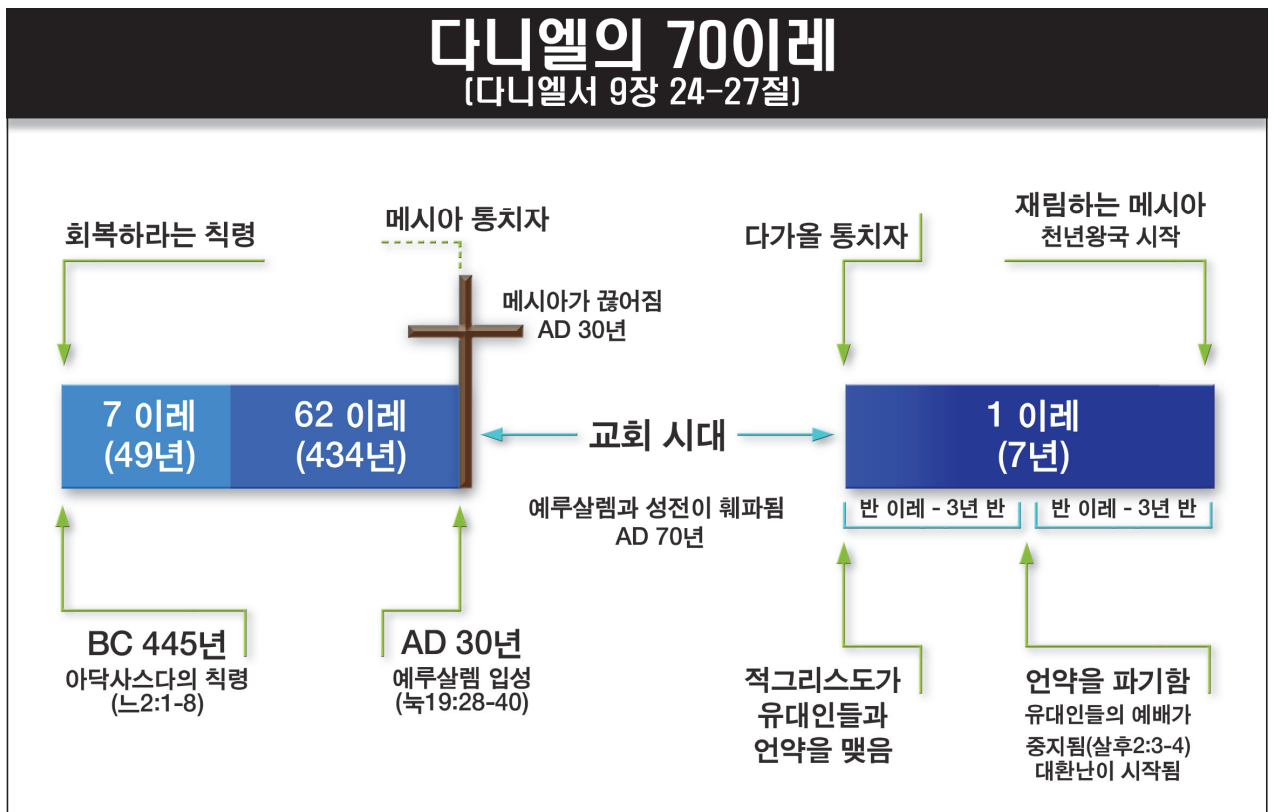 다니엘의 70이레
(다니엘서 9장 24-27절)
회복하라는 칙령
메시아 통치자
메시아가 끊어짐
AD 30년
다가올 통치자
재림하는 메시아
천년왕국 시작
7 이레
(49년)
62 이레
(434년)
교회 시대
1 이레
(7년)
예루살렘과 성전이 훼파됨
AD 70년
반 이레 - 3년 반
반 이레 - 3년 반
BC 445년
아닥사스다의 칙령
(느2:1-8)
AD 30년
예루살렘 입성
(눅19:28-40)
적그리스도가
유대인들과
언약을 맺음
언약을 파기함
유대인들의 예배가
중지됨(살후2:3-4)
대환난이 시작됨